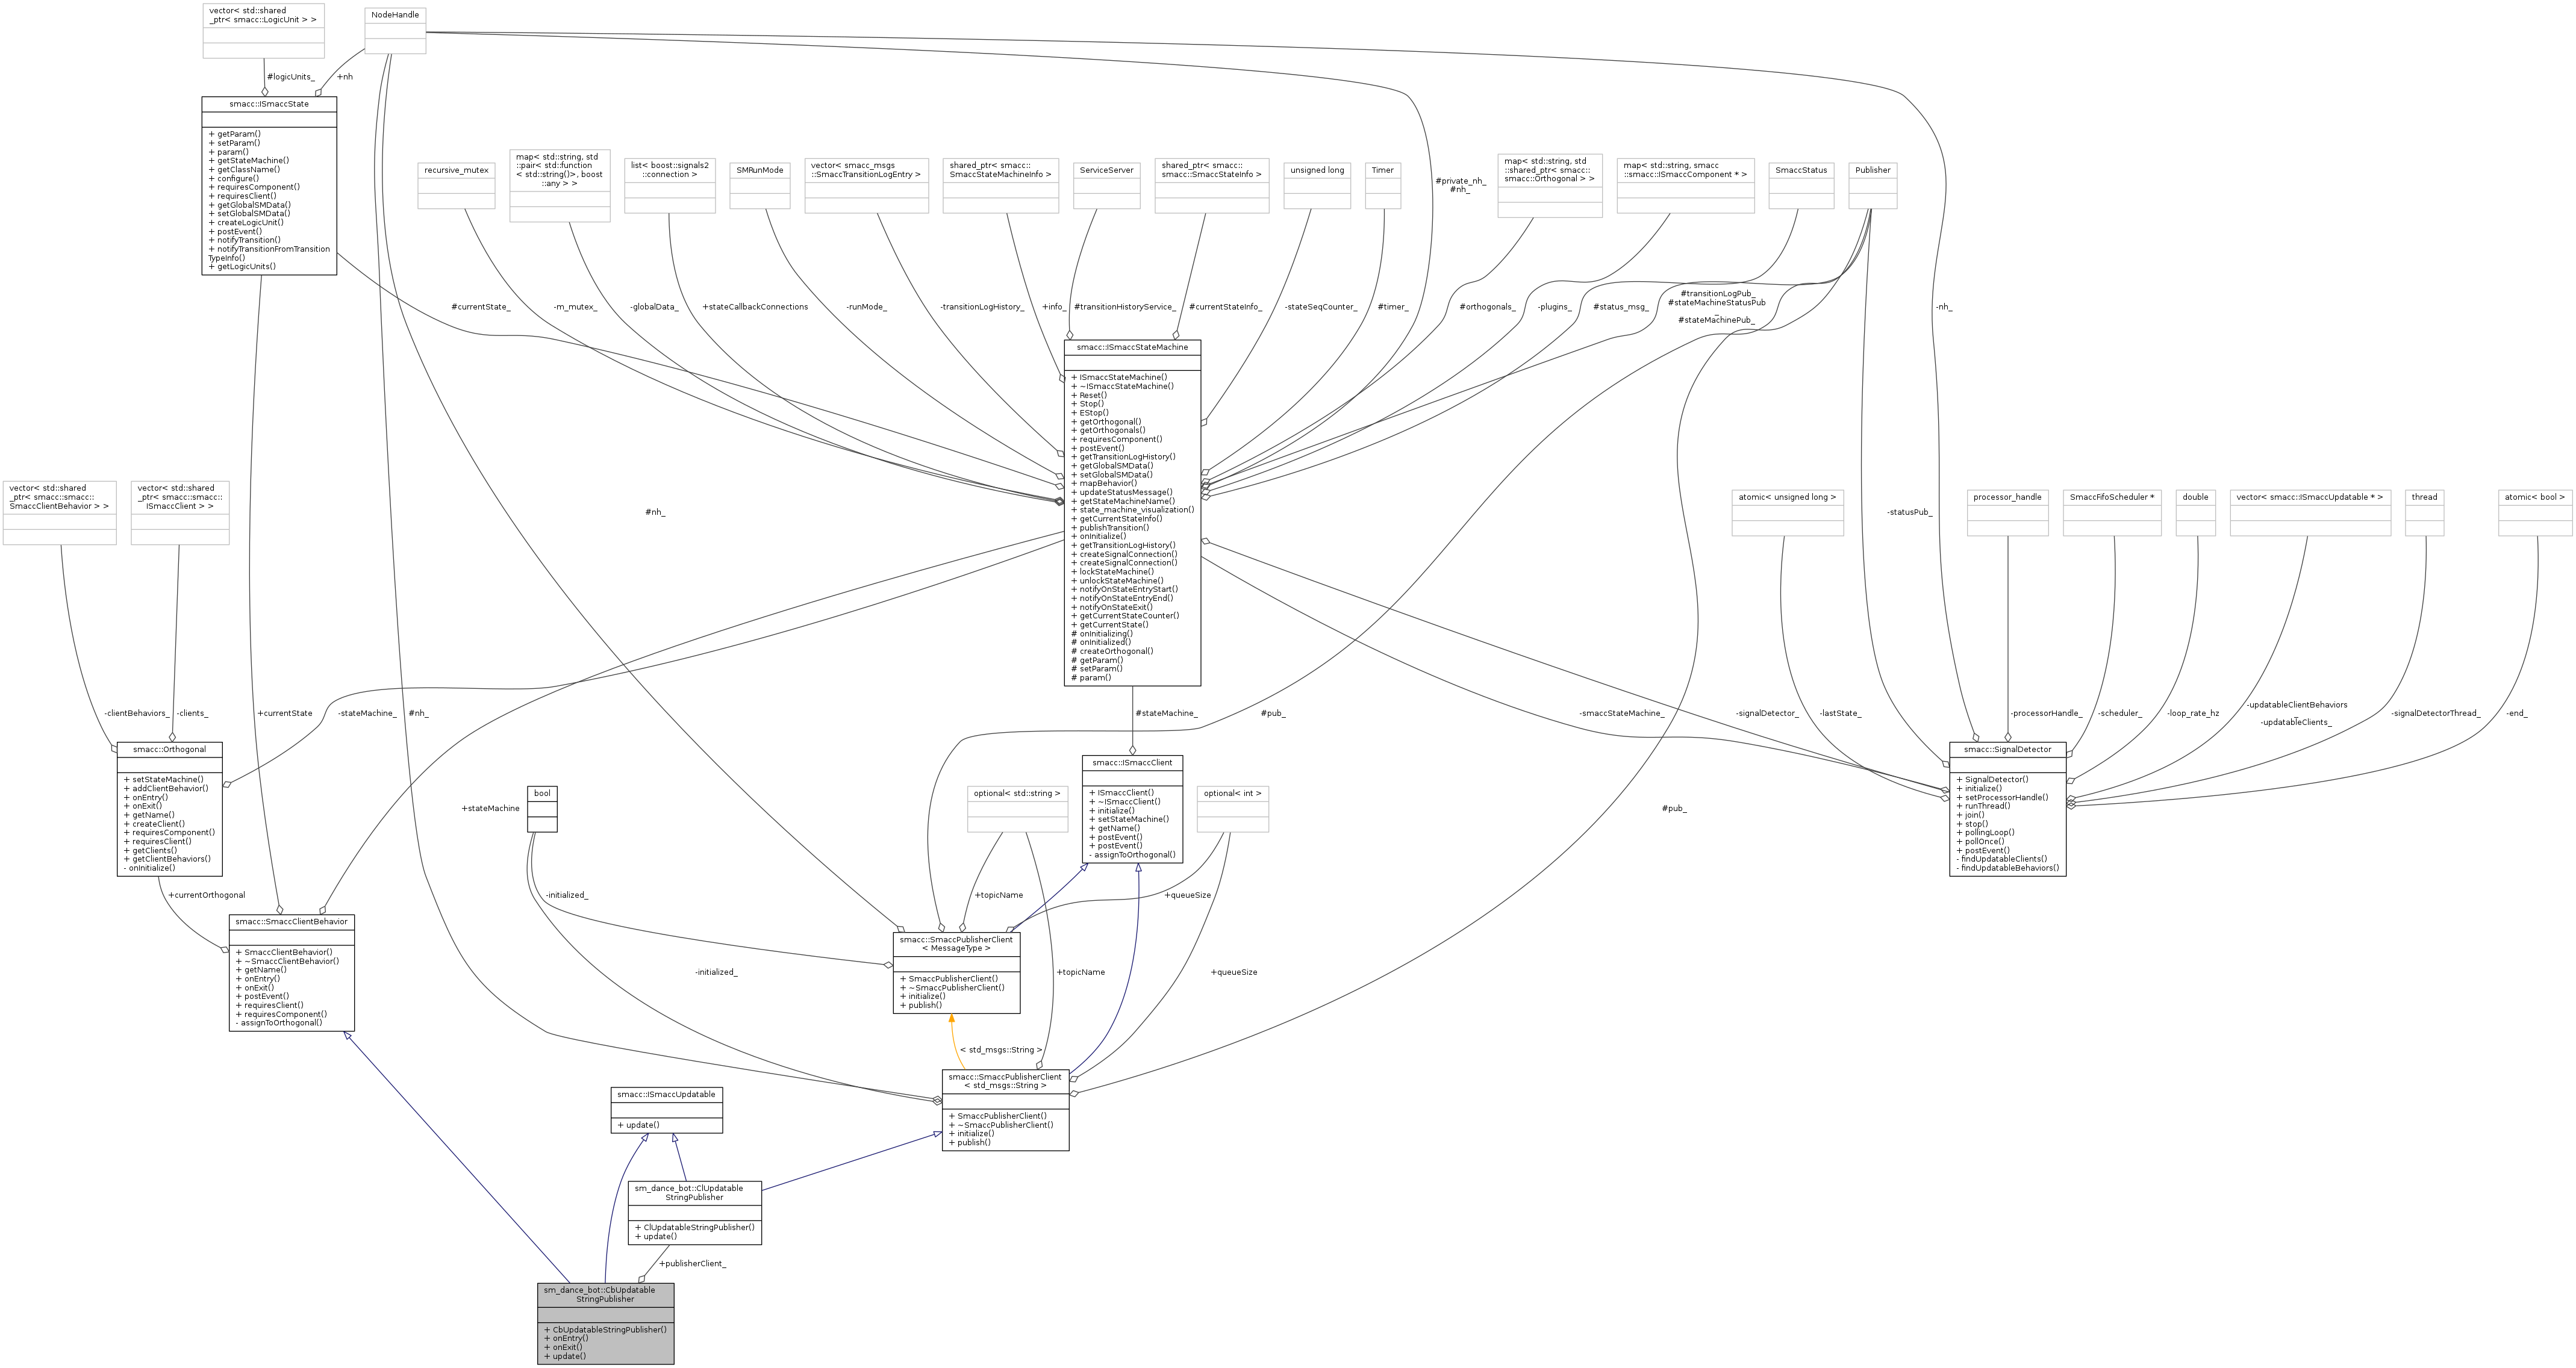 vector< std::shared
_ptr< smacc::LogicUnit > >
NodeHandle
#logicUnits_
+nh
smacc::ISmaccState
+ getParam()
+ setParam()
+ param()
+ getStateMachine()
+ getClassName()
+ configure()
+ requiresComponent()
+ requiresClient()
+ getGlobalSMData()
+ setGlobalSMData()
+ createLogicUnit()
+ postEvent()
+ notifyTransition()
+ notifyTransitionFromTransition
TypeInfo()
+ getLogicUnits()
recursive_mutex
map< std::string, std
::pair< std::function
< std::string()>, boost
::any > >
list< boost::signals2
::connection >
SMRunMode
vector< smacc_msgs
::SmaccTransitionLogEntry >
shared_ptr< smacc::
SmaccStateMachineInfo >
ServiceServer
shared_ptr< smacc::
smacc::SmaccStateInfo >
unsigned long
Timer
#private_nh_
#nh_
map< std::string, std
::shared_ptr< smacc::
smacc::Orthogonal > >
map< std::string, smacc
::smacc::ISmaccComponent * >
SmaccStatus
Publisher
#currentState_
-m_mutex_
-globalData_
+stateCallbackConnections
-runMode_
-transitionLogHistory_
+info_
#transitionHistoryService_
#currentStateInfo_
-stateSeqCounter_
#timer_
#orthogonals_
-plugins_
#status_msg_
#transitionLogPub_
#stateMachineStatusPub
_
#stateMachinePub_
-nh_
smacc::ISmaccStateMachine
+ ISmaccStateMachine()
+ ~ISmaccStateMachine()
+ Reset()
+ Stop()
+ EStop()
+ getOrthogonal()
+ getOrthogonals()
+ requiresComponent()
+ postEvent()
+ getTransitionLogHistory()
+ getGlobalSMData()
+ setGlobalSMData()
+ mapBehavior()
+ updateStatusMessage()
+ getStateMachineName()
+ state_machine_visualization()
+ getCurrentStateInfo()
+ publishTransition()
+ onInitialize()
+ getTransitionLogHistory()
+ createSignalConnection()
+ createSignalConnection()
+ lockStateMachine()
+ unlockStateMachine()
+ notifyOnStateEntryStart()
+ notifyOnStateEntryEnd()
+ notifyOnStateExit()
+ getCurrentStateCounter()
+ getCurrentState()
# onInitializing()
# onInitialized()
# createOrthogonal()
# getParam()
# setParam()
# param()
vector< std::shared
_ptr< smacc::smacc::
SmaccClientBehavior > >
vector< std::shared
_ptr< smacc::smacc::
ISmaccClient > >
#nh_
atomic< unsigned long >
-statusPub_
processor_handle
SmaccFifoScheduler *
double
vector< smacc::ISmaccUpdatable * >
thread
atomic< bool >
-clientBehaviors_
-clients_
+currentState
-stateMachine_
#nh_
#stateMachine_
#pub_
-smaccStateMachine_
-signalDetector_
-lastState_
-processorHandle_
-scheduler_
-loop_rate_hz
-updatableClientBehaviors
_
-updatableClients_
-signalDetectorThread_
-end_
smacc::Orthogonal
+ setStateMachine()
+ addClientBehavior()
+ onEntry()
+ onExit()
+ getName()
+ createClient()
+ requiresComponent()
+ requiresClient()
+ getClients()
+ getClientBehaviors()
- onInitialize()
+stateMachine
bool
smacc::ISmaccClient
+ ISmaccClient()
+ ~ISmaccClient()
+ initialize()
+ setStateMachine()
+ getName()
+ postEvent()
+ postEvent()
- assignToOrthogonal()
optional< std::string >
optional< int >
#pub_
smacc::SignalDetector
+ SignalDetector()
+ initialize()
+ setProcessorHandle()
+ runThread()
+ join()
+ stop()
+ pollingLoop()
+ pollOnce()
+ postEvent()
- findUpdatableClients()
- findUpdatableBehaviors()
+currentOrthogonal
-initialized_
+topicName
+queueSize
smacc::SmaccClientBehavior
+ SmaccClientBehavior()
+ ~SmaccClientBehavior()
+ getName()
+ onEntry()
+ onExit()
+ postEvent()
+ requiresClient()
+ requiresComponent()
- assignToOrthogonal()
smacc::SmaccPublisherClient
< MessageType >
+ SmaccPublisherClient()
+ ~SmaccPublisherClient()
+ initialize()
+ publish()
-initialized_
+topicName
+queueSize
< std_msgs::String >
smacc::SmaccPublisherClient
< std_msgs::String >
+ SmaccPublisherClient()
+ ~SmaccPublisherClient()
+ initialize()
+ publish()
smacc::ISmaccUpdatable
+ update()
sm_dance_bot::ClUpdatable
StringPublisher
+ ClUpdatableStringPublisher()
+ update()
+publisherClient_
sm_dance_bot::CbUpdatable
StringPublisher
+ CbUpdatableStringPublisher()
+ onEntry()
+ onExit()
+ update()